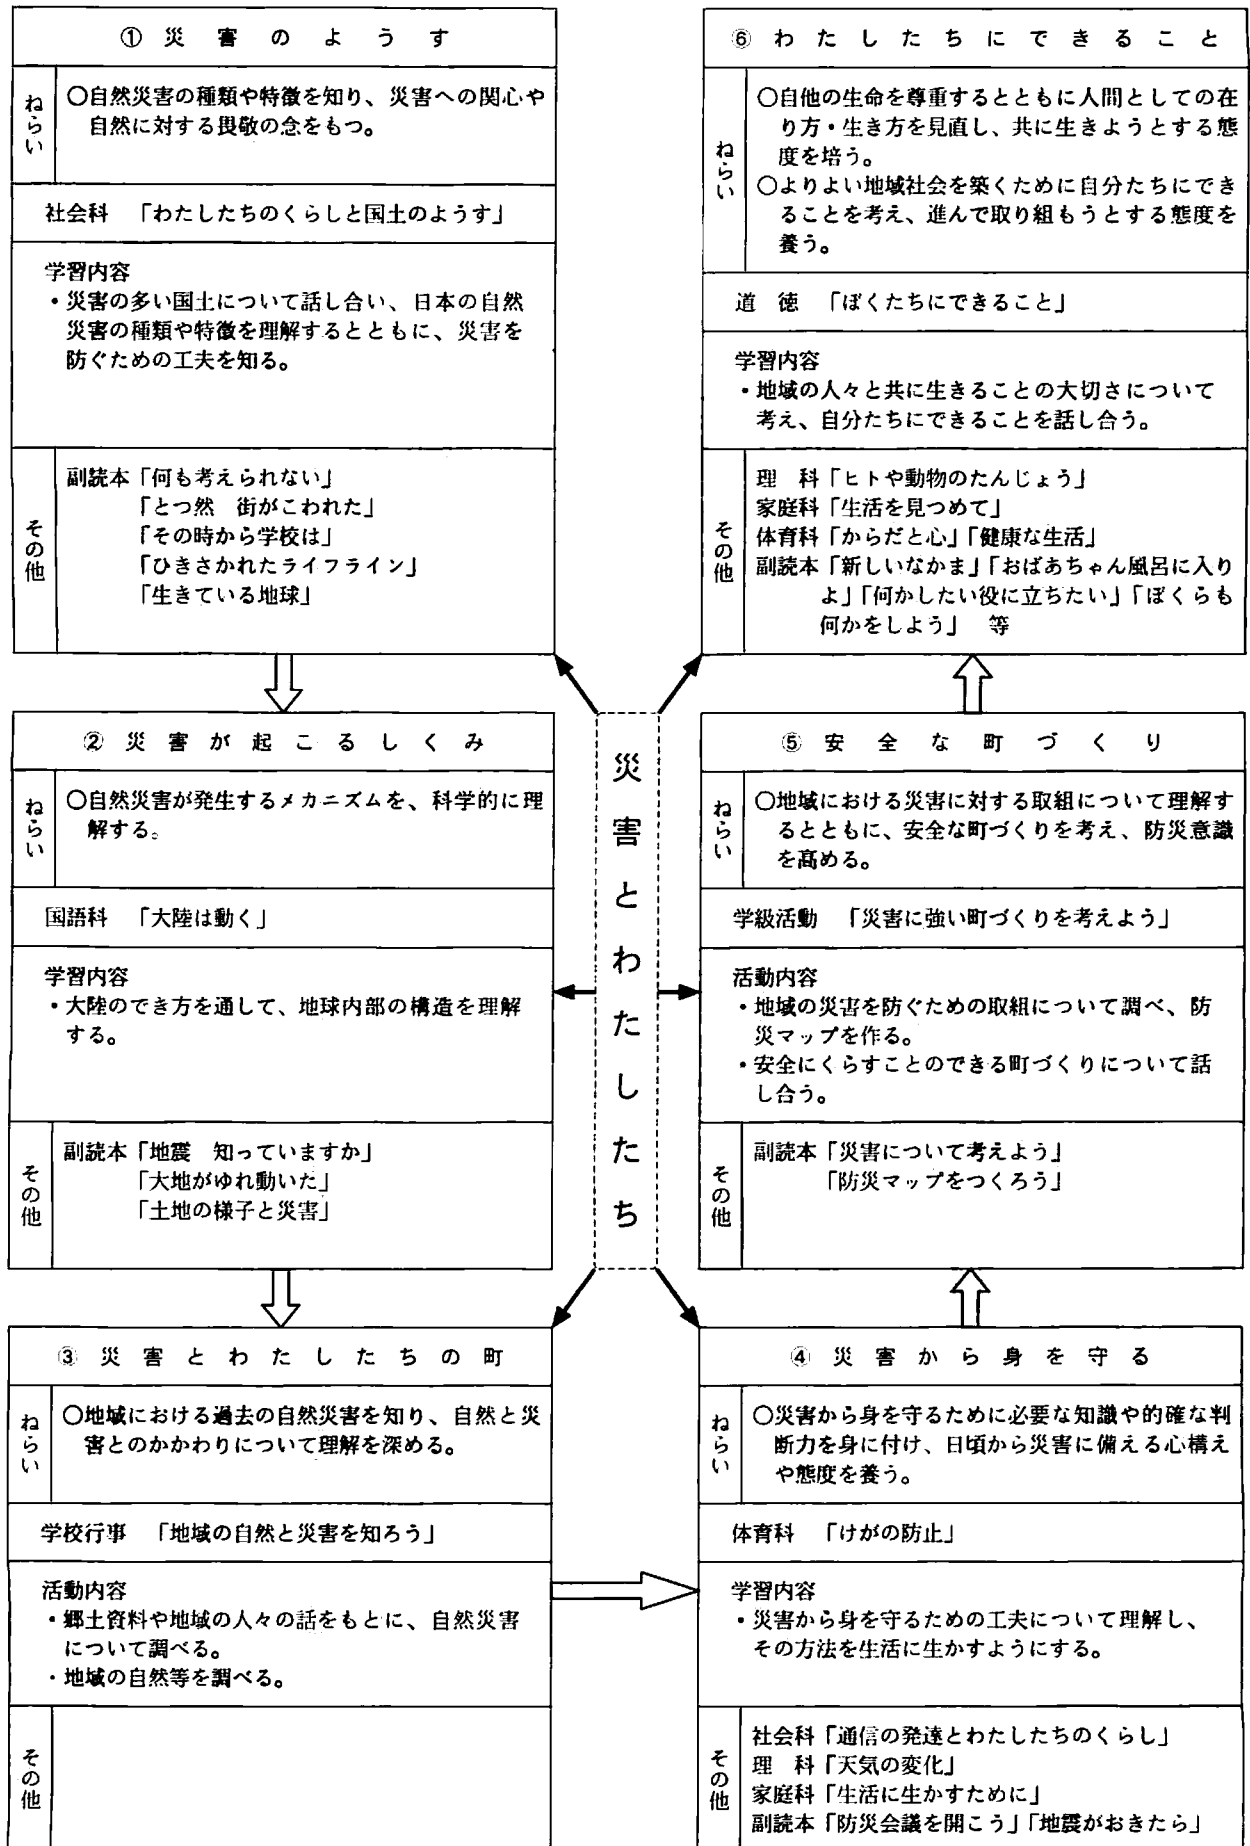 ① 災害のようす
ねらい
○自然災害の種類や特徴を知り、災害への関心や
自然に対する畏敬の念をもつ。
社会科 「わたしたちのくらしと国土のようす」
学習内容
・災害の多い国土について話し合い、日本の自然
災害の種類や特徴を理解するとともに、災害を
防ぐための工夫を知る。
その他
副読本「何も考えられない」
「とつ然 街がこわれた」
「その時から学校は」
「ひきさかれたライフライン」
「生きている地球」
② 災害が起こるしくみ
ねらい
○自然災害が発生するメカニズムを、科学的に理
解する。
国語科 「大陸は動く」
学習内容
・大陸のでき方を通して、地球内部の構造を理解
する。
その他
副読本「地震 知っていますか」
「大地がゆれ動いた」
「土地の様子と災害」
③ 災害とわたしたちの町
ねらい
○地域における過去の自然災害を知り、自然と災
害とのかかわりについて理解を深める。
学校行事 「地域の自然と災害を知ろう」
活動内容
・郷土資料や地域の人々の話をもとに、自然災害
について調べる。
・地域の自然等を調べる。
その他
災害とわたしたち
④ 災害から身を守る
ねらい
○災害から身を守るために必要な知識や的確な判
断力を身に付け、日頃から災害に備える心構え
や態度を養う。
体育科 「けがの防止」
学習内容
・災害から身を守るための工夫について理解し、
その方法を生活に生かすようにする。
その他
社会科「通信の発達とわたしたちのくらし」
理 科「天気の変化」
家庭科「生活に生かすために」
副読本「防災会議を開こう」「地震がおきたら」
⑤ 安全な町づくり
ねらい
○地域における災害に対する取組について理解す
るとともに、安全な町づくりを考え、防災意識
を高める。
学級活動 「災害に強い町づくりを考えよう」
活動内容
・地域の災害を防ぐための取組について調べ、防
災マップを作る。
・安全にくらすことのできる町づくりについて話
し合う。
その他
副読本「災害について考えよう」
「防災マップをつくろう」
⑥ わたしたちにできること
ねらい
○自他の生命を尊重するとともに人間としての在
り方・生き方を見直し、共に生きようとする態
度を培う。
○よりよい地域社会を築くために自分たちにでき
ることを考え、進んで取り組もうとする態度を
養う。
道 徳 「ぼくたちにできること」
学習内容
・地域の人々と共に生きることの大切さについて
考え、自分たちにできることを話し合う。
その他
理 科「ヒトや動物のたんじょう」
家庭科「生活を見つめて」
体育科「からだと心」「健康な生活」
副読本「新しいなかま」「おばあちゃん風呂に入り
よ」「何かしたい役に立ちたい」「ぼくらも
何かをしよう」 等